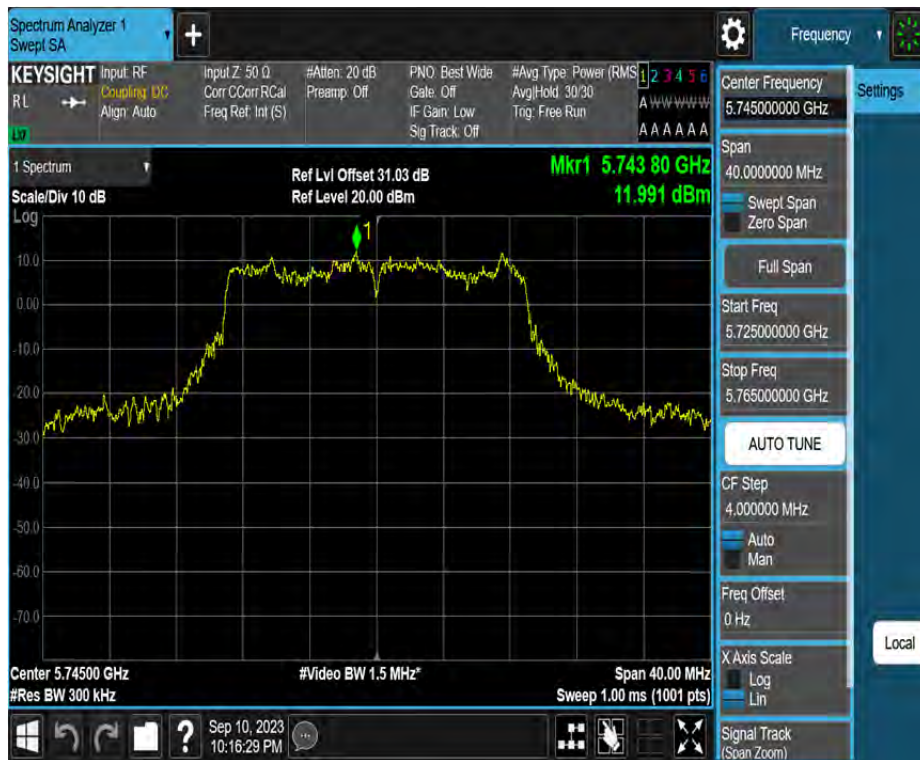 Spectrum Analyzer 1
Swept SA
+
Frequency
KEYSIGHT
RL
LXI
Input: RF
Coupling: DC
Align: Auto
Input Z: 50 Ω
Corr CCorr RCal
Freq Ref: Int (S)
#Atten: 20 dB
Preamp: Off
PNO: Best Wide
Gate: Off
IF Gain: Low
Sig Track: Off
#Avg Type: Power (RMS
Avg|Hold: 30/30
Trig: Free Run
1 2 3 4 5 6
A W W W W W
A A A A A A
1 Spectrum
Scale/Div 10 dB
Ref Lvl Offset 31.03 dB
Ref Level 20.00 dBm
Mkr1 5.743 80 GHz
11.991 dBm
Log
1
10.0
0.00
-10.0
-20.0
-30.0
-40.0
-50.0
-60.0
-70.0
Center 5.74500 GHz
#Video BW 1.5 MHz*
Span 40.00 MHz
#Res BW 300 kHz
Sweep 1.00 ms (1001 pts)
?
Sep 10, 2023
10:16:29 PM
Center Frequency
5.745000000 GHz
Span
40.0000000 MHz
Swept Span
Zero Span
Full Span
Start Freq
5.725000000 GHz
Stop Freq
5.765000000 GHz
AUTO TUNE
CF Step
4.000000 MHz
Auto
Man
Freq Offset
0 Hz
X Axis Scale
Log
Lin
Signal Track
(Span Zoom)
Settings
Local